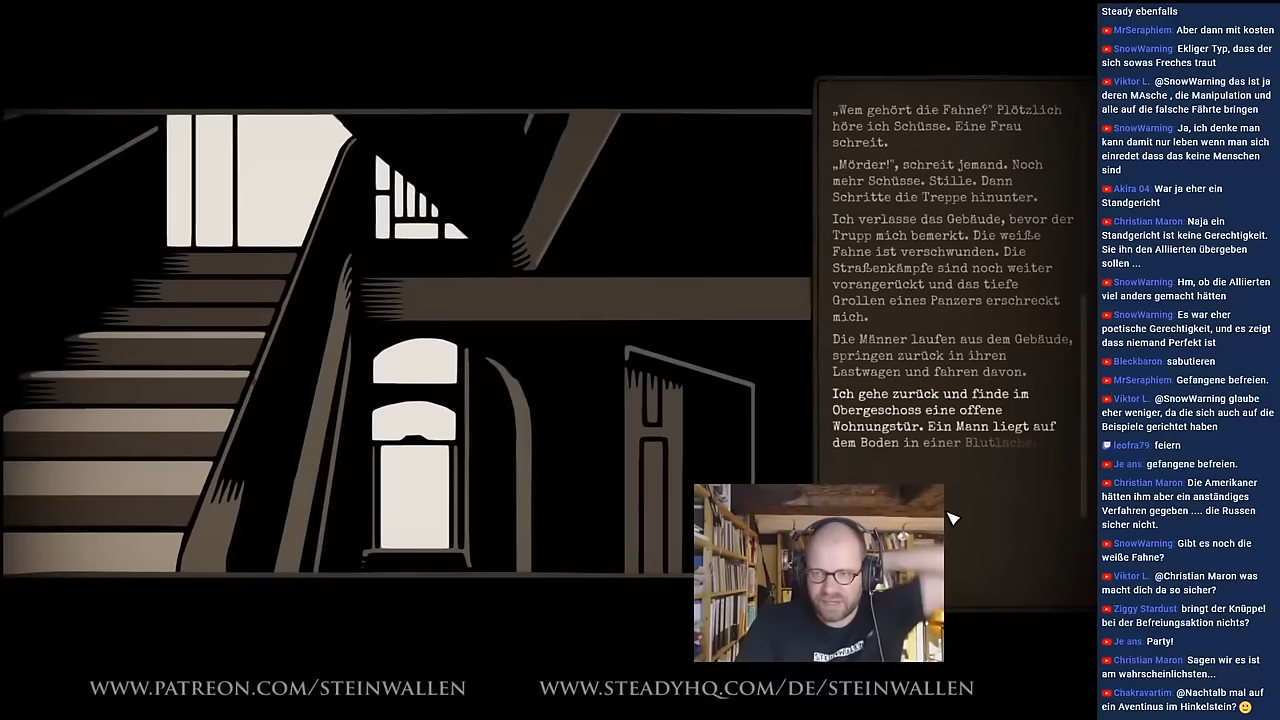 „Wem gehört die Fahne?" Plötzlich
höre ich Schüsse. Eine Frau
schreit.
„Mörder!", schreit jemand. Noch
mehr Schüsse. Stille. Dann
Schritte die Treppe hinunter.
Ich verlasse das Gebäude, bevor der
Trupp mich bemerkt. Die weiße
Fahne ist verschwunden. Die
Straßenkämpfe sind noch weiter
vorangerückt und das tiefe
Grollen eines Panzers erschreckt
mich.
Die Männer laufen aus dem Gebäude,
springen zurück in ihren
Lastwagen und fahren davon.
Ich gehe zurück und finde im
Obergeschoss eine offene
Wohnungstür. Ein Mann liegt auf
dem Boden in einer Blutlache.
WWW.PATREON.COM/STEINWALLEN
WWW.STEADYHQ.COM/DE/STEINWALLEN
Steady ebenfalls
MrSeraphiem: Aber dann mit kosten
SnowWarning: Ekliger Typ, dass der
sich sowas Freches traut
Viktor L.: @SnowWarning das ist ja
deren MAsche , die Manipulation und
alle auf die falsche Fährte bringen
SnowWarning: Ja, ich denke man
kann damit nur leben wenn man sich
einredet dass das keine Menschen
sind
Akira 04: War ja eher ein
Standgericht
Christian Maron: Naja ein
Standgericht ist keine Gerechtigkeit.
Sie ihn den Alliierten übergeben
sollen ...
SnowWarning: Hm, ob die Alliierten
viel anders gemacht hätten
SnowWarning: Es war eher
poetische Gerechtigkeit, und es zeigt
dass niemand Perfekt ist
Bleckbaron: sabutieren
MrSeraphiem: Gefangene befreien.
Viktor L.: @SnowWarning glaube
eher weniger, da die sich auch auf die
Beispiele gerichtet haben
leofra79: feiern
Je ans: gefangene befreien.
Christian Maron: Die Amerikaner
hätten ihm aber ein anständiges
Verfahren gegeben .... die Russen
sicher nicht.
SnowWarning: Gibt es noch die
weiße Fahne?
Viktor L.: @Christian Maron was
macht dich da so sicher?
Ziggy Stardust: bringt der Knüppel
bei der Befreiungsaktion nichts?
Je ans: Party!
Christian Maron: Sagen wir es ist
am wahrscheinlichsten...
Chakravartim: @Nachtalb mal auf
ein Aventinus im Hinkelstein? 🙂